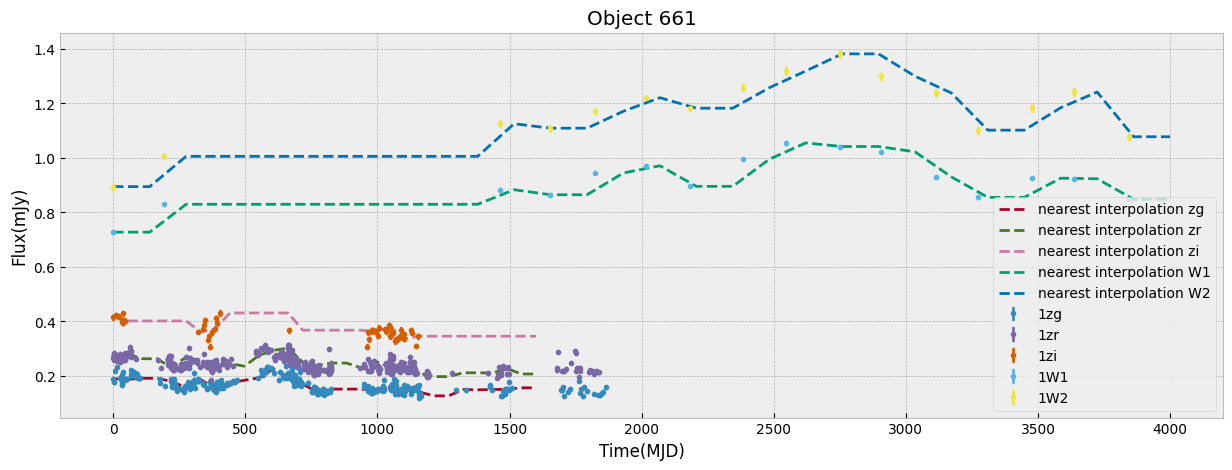 Object 661
Flux(mJy)
1.4
1.2
1.0
0.8
0.6
0.4
0.2
nearest interpolation zg
nearest interpolation zr
nearest interpolation zi
nearest interpolation W1
nearest interpolation W2
1zg
1zr
1zi
1W1
1W2
0 500 1000 1500 2000 2500 3000 3500 4000
Time(MJD)